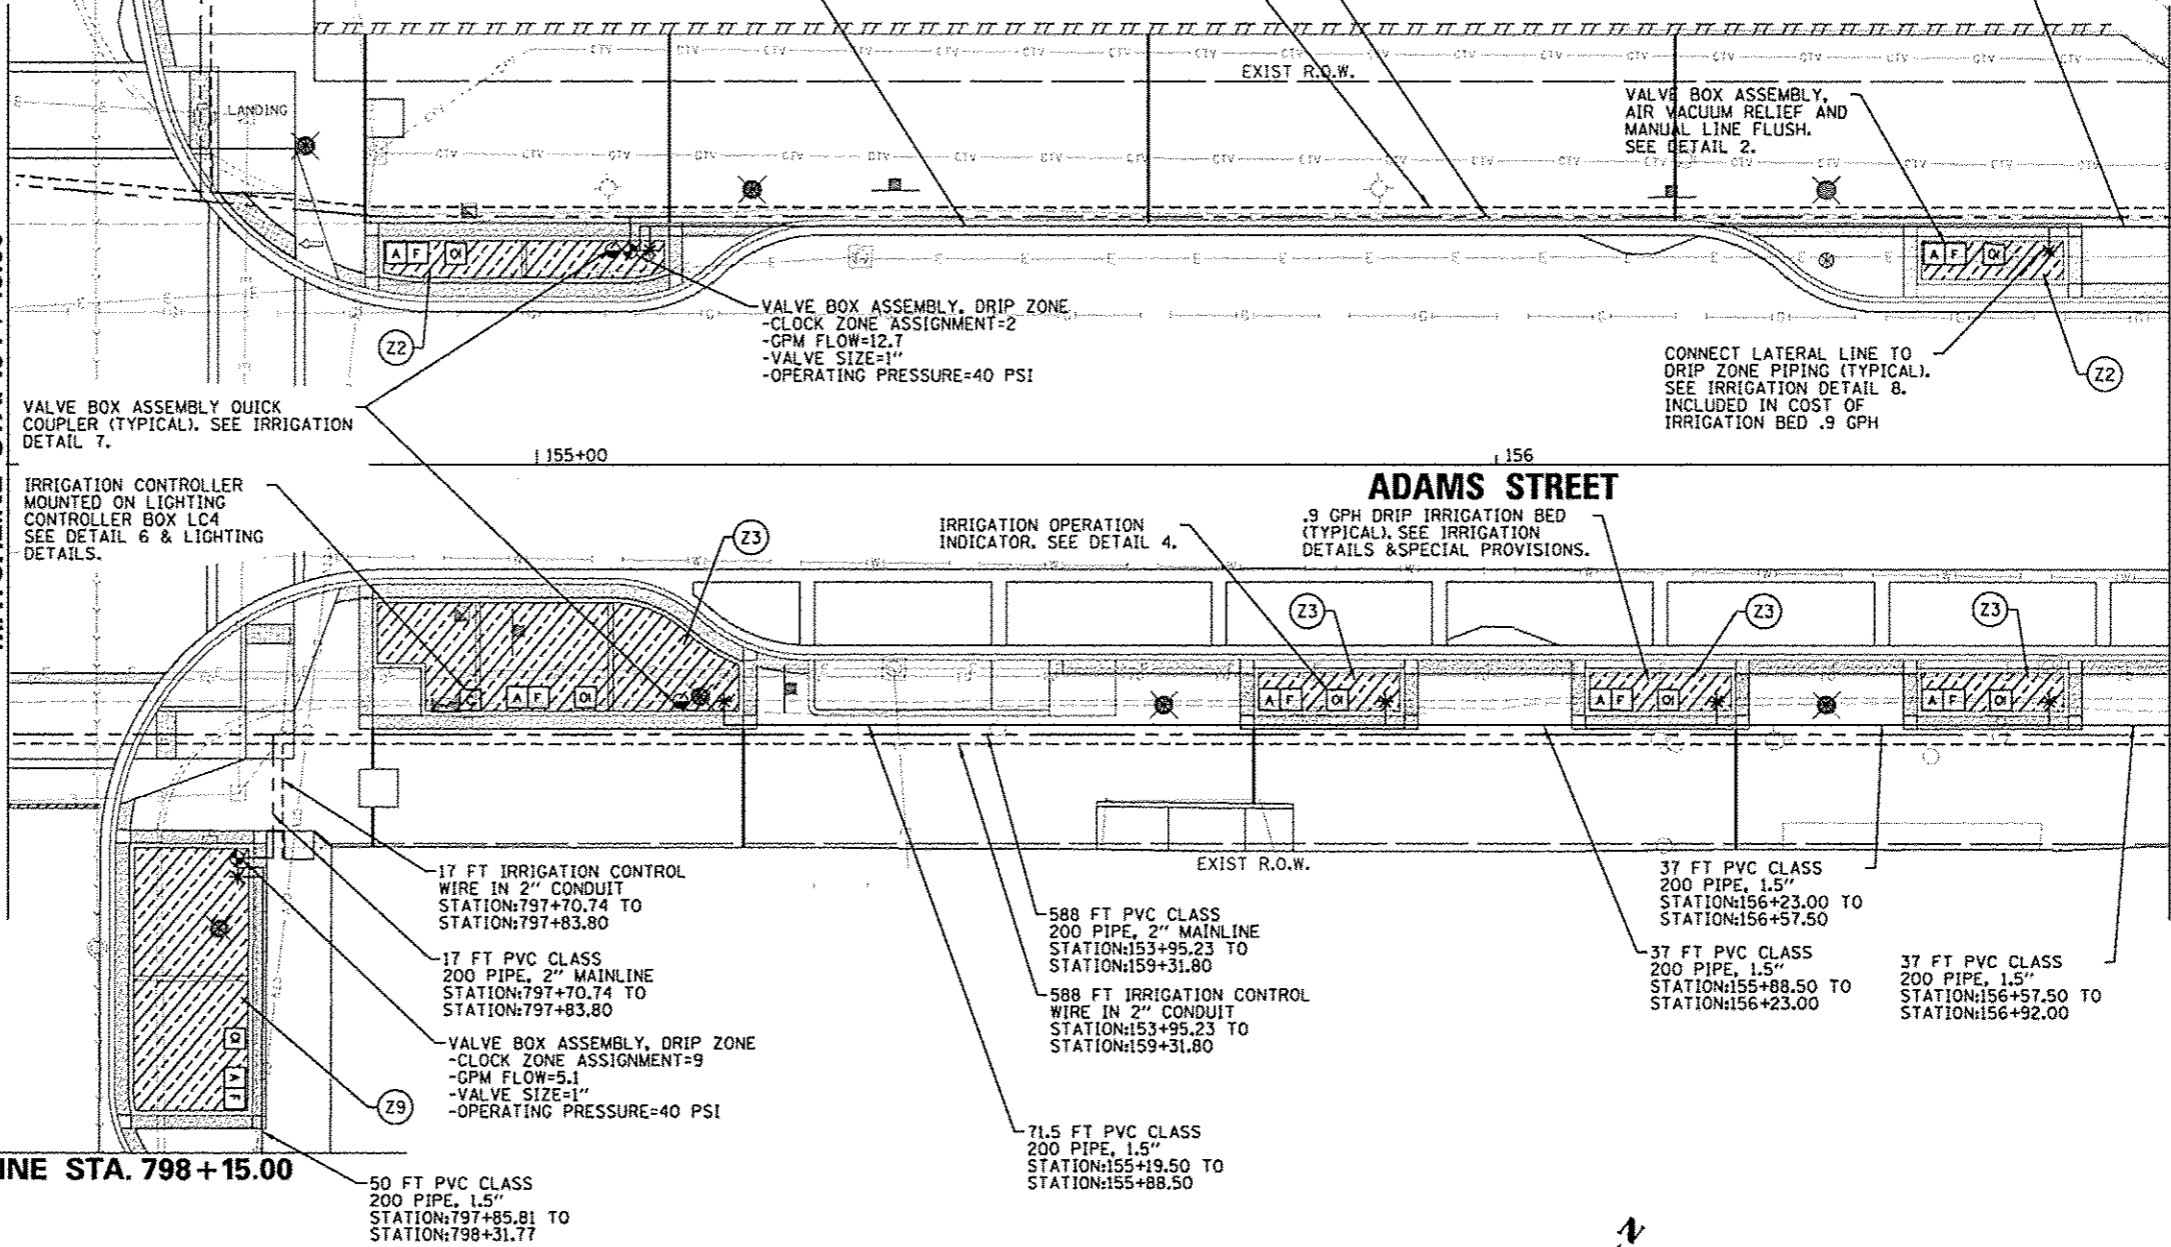 EXIST R.O.W.
LANDING
VALVE BOX ASSEMBLY,
AIR VACUUM RELIEF AND
MANUAL LINE FLUSH.
SEE DETAIL 2.
A F OI
A F OI
VALVE BOX ASSEMBLY, DRIP ZONE
-CLOCK ZONE ASSIGNMENT=2
-GPM FLOW=12.7
-VALVE SIZE=1"
-OPERATING PRESSURE=40 PSI
Z2
CONNECT LATERAL LINE TO
DRIP ZONE PIPING (TYPICAL).
SEE IRRIGATION DETAIL 8.
INCLUDED IN COST OF
IRRIGATION BED .9 GPH
Z2
VALVE BOX ASSEMBLY QUICK
COUPLER (TYPICAL). SEE IRRIGATION
DETAIL 7.
155+00
156
ADAMS STREET
IRRIGATION CONTROLLER
MOUNTED ON LIGHTING
CONTROLLER BOX LC4
SEE DETAIL 6 & LIGHTING
DETAILS.
Z3
IRRIGATION OPERATION
INDICATOR. SEE DETAIL 4.
.9 GPH DRIP IRRIGATION BED
(TYPICAL). SEE IRRIGATION
DETAILS &SPECIAL PROVISIONS.
Z3
Z3
Z3
C A F OI
A F OI
A F OI
A F OI
EXIST R.O.W.
17 FT IRRIGATION CONTROL
WIRE IN 2" CONDUIT
STATION:797+70.74 TO
STATION:797+83.80
17 FT PVC CLASS
200 PIPE, 2" MAINLINE
STATION:797+70.74 TO
STATION:797+83.80
VALVE BOX ASSEMBLY, DRIP ZONE
-CLOCK ZONE ASSIGNMENT=9
-GPM FLOW=5.1
-VALVE SIZE=1"
-OPERATING PRESSURE=40 PSI
OI
A F
Z9
588 FT PVC CLASS
200 PIPE, 2" MAINLINE
STATION:153+95.23 TO
STATION:159+31.80
588 FT IRRIGATION CONTROL
WIRE IN 2" CONDUIT
STATION:153+95.23 TO
STATION:159+31.80
71.5 FT PVC CLASS
200 PIPE, 1.5"
STATION:155+19.50 TO
STATION:155+88.50
37 FT PVC CLASS
200 PIPE, 1.5"
STATION:156+23.00 TO
STATION:156+57.50
37 FT PVC CLASS
200 PIPE, 1.5"
STATION:155+88.50 TO
STATION:156+23.00
37 FT PVC CLASS
200 PIPE, 1.5"
STATION:156+57.50 TO
STATION:156+92.00
INE STA. 798+15.00
50 FT PVC CLASS
200 PIPE, 1.5"
STATION:797+85.81 TO
STATION:798+31.77
N